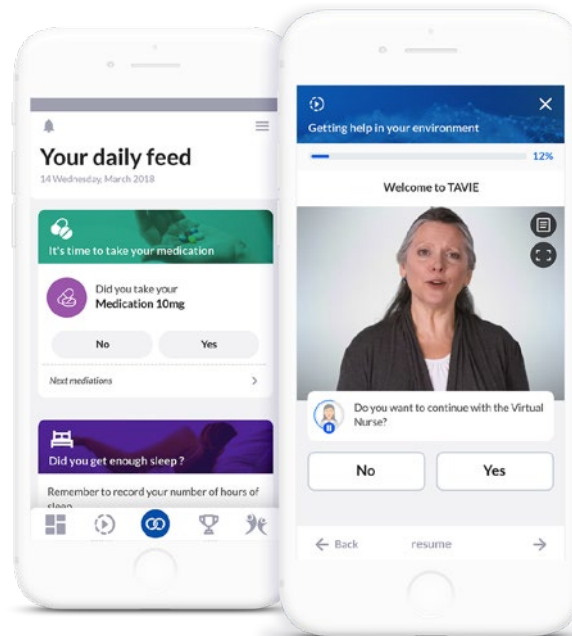 Your daily feed
14 Wednesday, March 2018
It's time to take your medication
Did you take your
Medication 10mg
No
Yes
Next mediations
Did you get enough sleep ?
Remember to record your number of hours of
sleep
Getting help in your environment
12%
Welcome to TAVIE
Do you want to continue with the Virtual
Nurse?
No
Yes
Back
resume